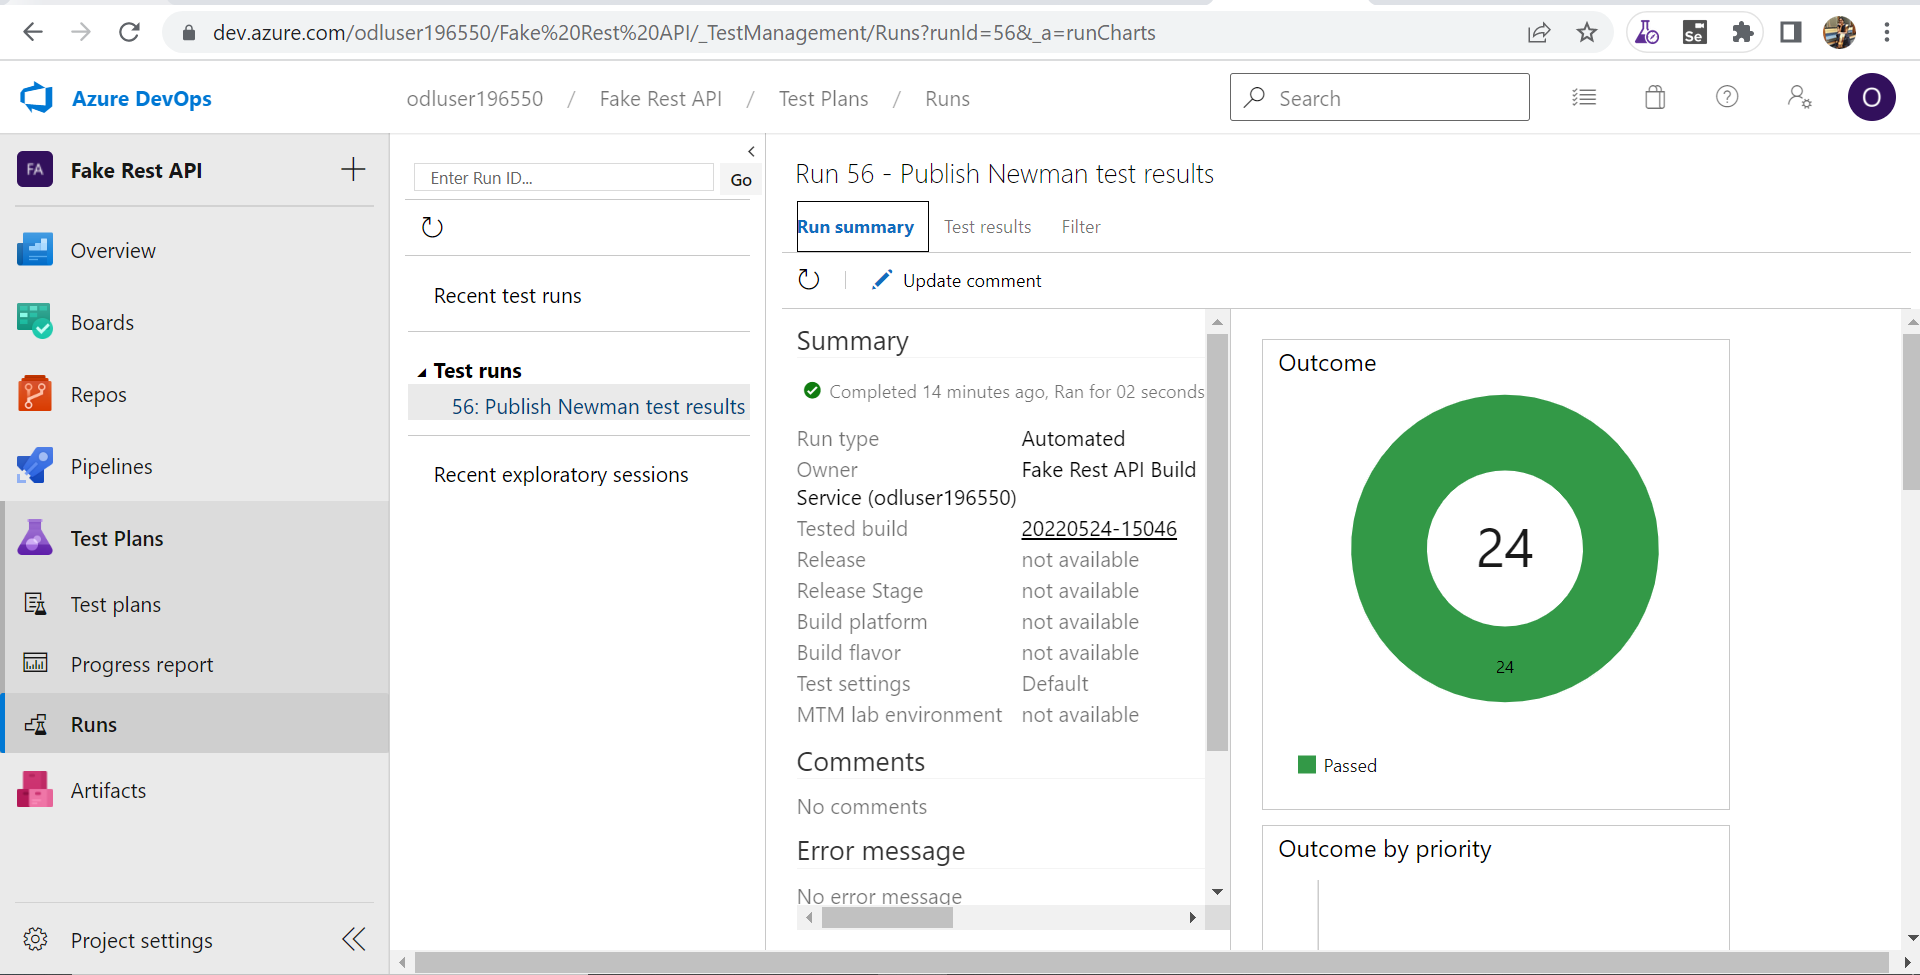 dev.azure.com/odluser196550/Fake%20Rest%20API/_TestManagement/Runs?runId=56&_a=runCharts
Se
Azure DevOps
odluser196550 / Fake Rest API / Test Plans / Runs
Search
O
FA
Fake Rest API
Overview
Boards
Repos
Pipelines
Test Plans
Test plans
Progress report
Runs
Artifacts
Project settings
Enter Run ID...
Go
Recent test runs
Test runs
56: Publish Newman test results
Recent exploratory sessions
Run 56 - Publish Newman test results
Run summary Test results Filter
Update comment
Summary
Completed 14 minutes ago, Ran for 02 seconds
Run type Automated
Owner Fake Rest API Build
Service (odluser196550)
Tested build 20220524-15046
Release not available
Release Stage not available
Build platform not available
Build flavor not available
Test settings Default
MTM lab environment not available
Comments
No comments
Error message
No error message
Outcome
24
24
Passed
Outcome by priority